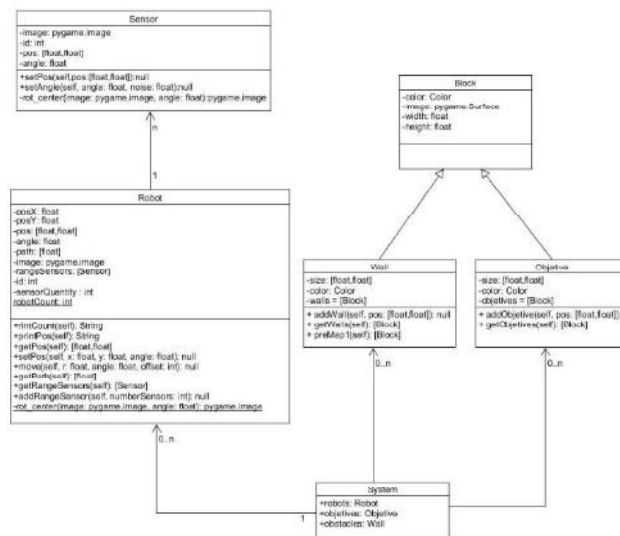 Sensor
-image: pygame.image
-id: int
-pos: [float,float]
-angle: float
+setPos(self,pos:[float,float]):null
+setAngle(self, angle: float, noise: float):null
-rot_center(image: pygame.image, angle: float):pygame.image
n
1
Robot
-posX: float
-posY: float
-pos: [float,float]
-angle: float
-path: [float]
-image: pygame.image
-rangeSensors: [Sensor]
-id: int
-sensorQuantity : int
robotCount: int
+rintCount(self): String
+printPos(self): String
+getPos(self): [float,float]
+setPos(self, x: float, y: float, angle: float): null
+move(self, r: float, angle: float, offset: int): null
+getPath(self): [float]
+getRangeSensors(self): [Sensor]
+addRangeSensor(self, numberSensors: int): null
-rot_center(image: pygame.image, angle: float): pygame.image
0..n
Block
-color: Color
-image: pygame.Surface
-width: float
-height: float
Wall
-size: [float,float]
-color: Color
-walls = [Block]
+ addWall(self, pos: [float,float]): null
+ getWalls(self): [Block]
+ preMap1(self): [Block]
0..n
Objetive
-size: [float,float]
-color: Color
-objetives = [Block]
+ addObjetive(self, pos: [float,float])
+ getObjetives(self): [Block]
0..n
System
+robots: Robot
+objetives: Objetive
+obstacles: Wall
1